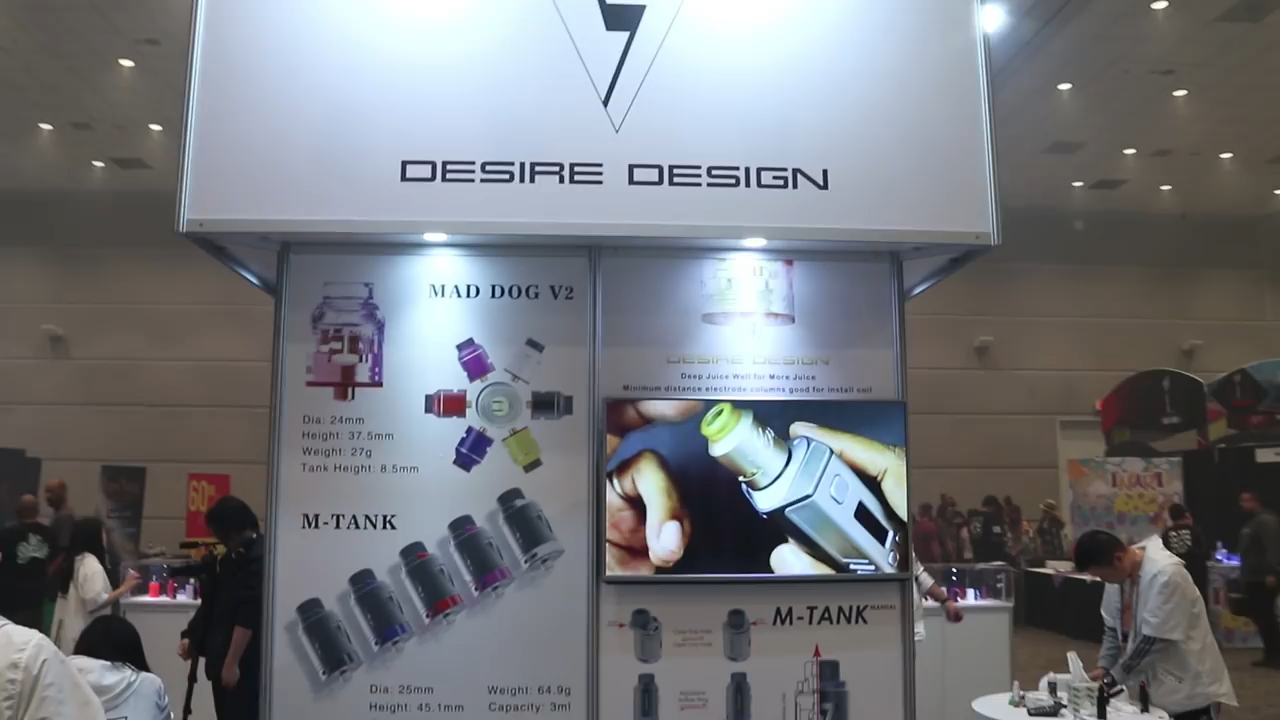 DESIRE DESIGN
MAD DOG V2
Dia: 24mm
Height: 37.5mm
Weight: 27g
Tank Height: 8.5mm
M-TANK
Dia: 25mm
Weight: 64.9g
Height: 45.1mm
Capacity: 3ml
DESIRE DESIGN
Deep Juice Well for More Juice
Minimum distance electrode columns good for install coil
M-TANK MANUAL
60